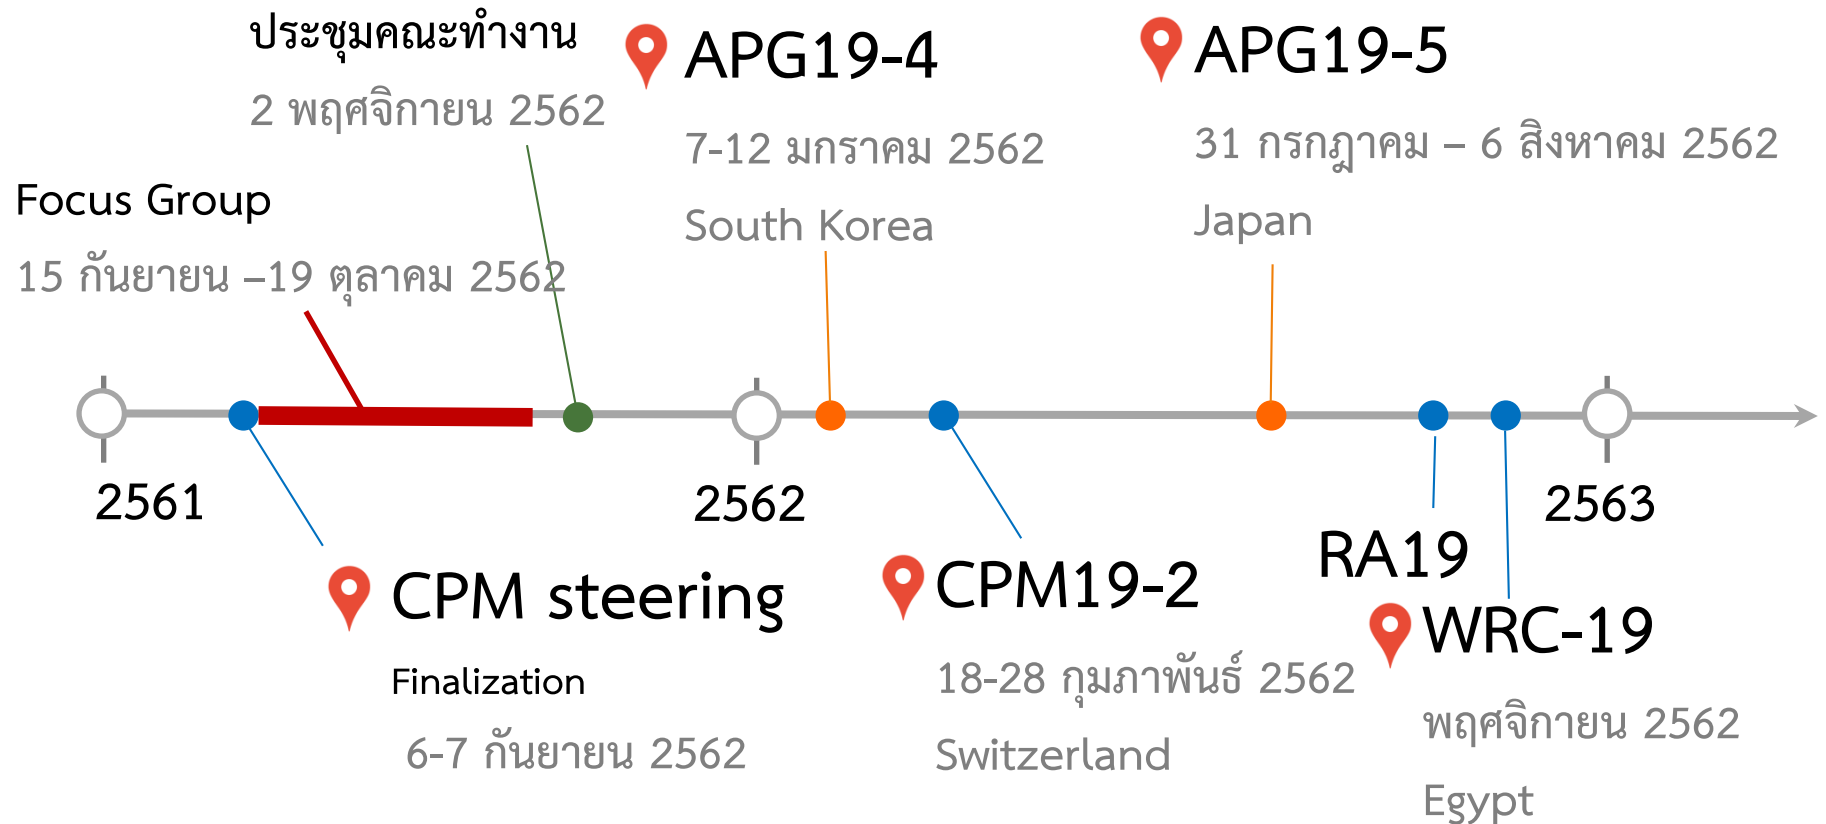 ประชุมคณะทำงาน
2 พฤศจิกายน 2562
APG19-4
7-12 มกราคม 2562
South Korea
APG19-5
31 กรกฎาคม – 6 สิงหาคม 2562
Japan
Focus Group
15 กันยายน –19 ตุลาคม 2562
2561
2562
2563
CPM steering
Finalization
6-7 กันยายน 2562
CPM19-2
18-28 กุมภาพันธ์ 2562
Switzerland
RA19
WRC-19
พฤศจิกายน 2562
Egypt